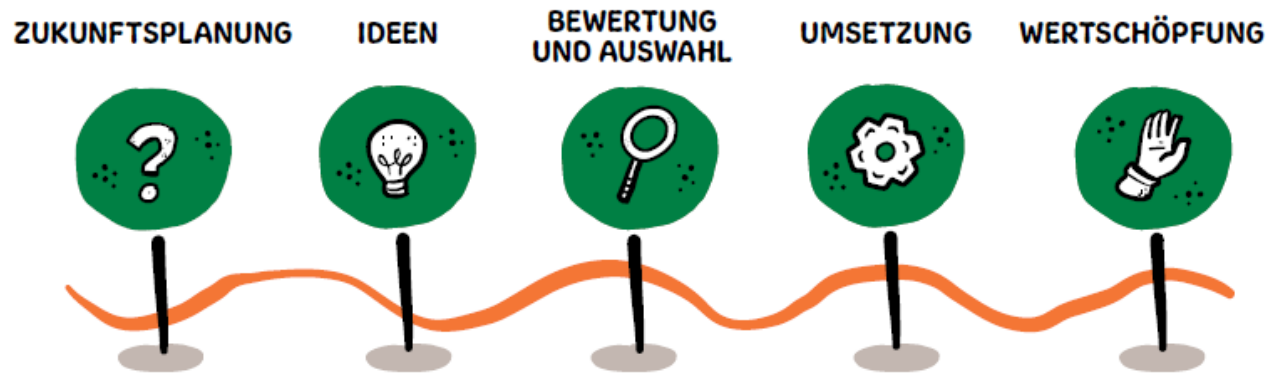 ZUKUNFTSPLANUNG
IDEEN
BEWERTUNG
UND AUSWAHL
UMSETZUNG
WERTSCHÖPFUNG